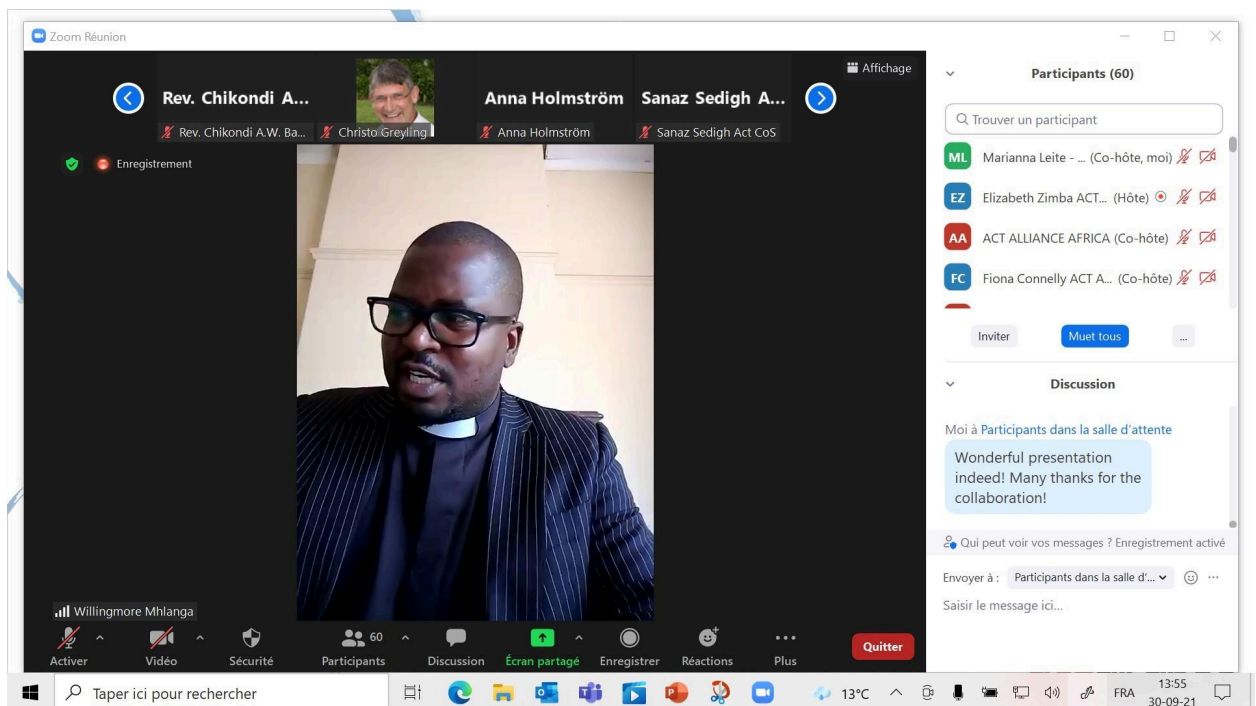 Zoom Réunion
Affichage
Rev. Chikondi A...
Anna Holmström
Sanaz Sedigh A...
Rev. Chikondi A.W. Ba...
Christo Greyling
Anna Holmström
Sanaz Sedigh Act CoS
Enregistrement
Willingmore Mhlanga
Activer
Vidéo
Sécurité
60
Participants
Discussion
Écran partagé
Enregistrer
Réactions
Plus
Quitter
Participants (60)
Trouver un participant
ML Marianna Leite - ... (Co-hôte, moi)
EZ Elizabeth Zimba ACT... (Hôte)
AA ACT ALLIANCE AFRICA (Co-hôte)
FC Fiona Connelly ACT A... (Co-hôte)
Inviter
Muet tous
...
Discussion
Moi à Participants dans la salle d'attente
Wonderful presentation
indeed! Many thanks for the
collaboration!
Qui peut voir vos messages ? Enregistrement activé
Envoyer à : Participants dans la salle d'...
Saisir le message ici...
Taper ici pour rechercher
13°C
FRA
13:55
30-09-21